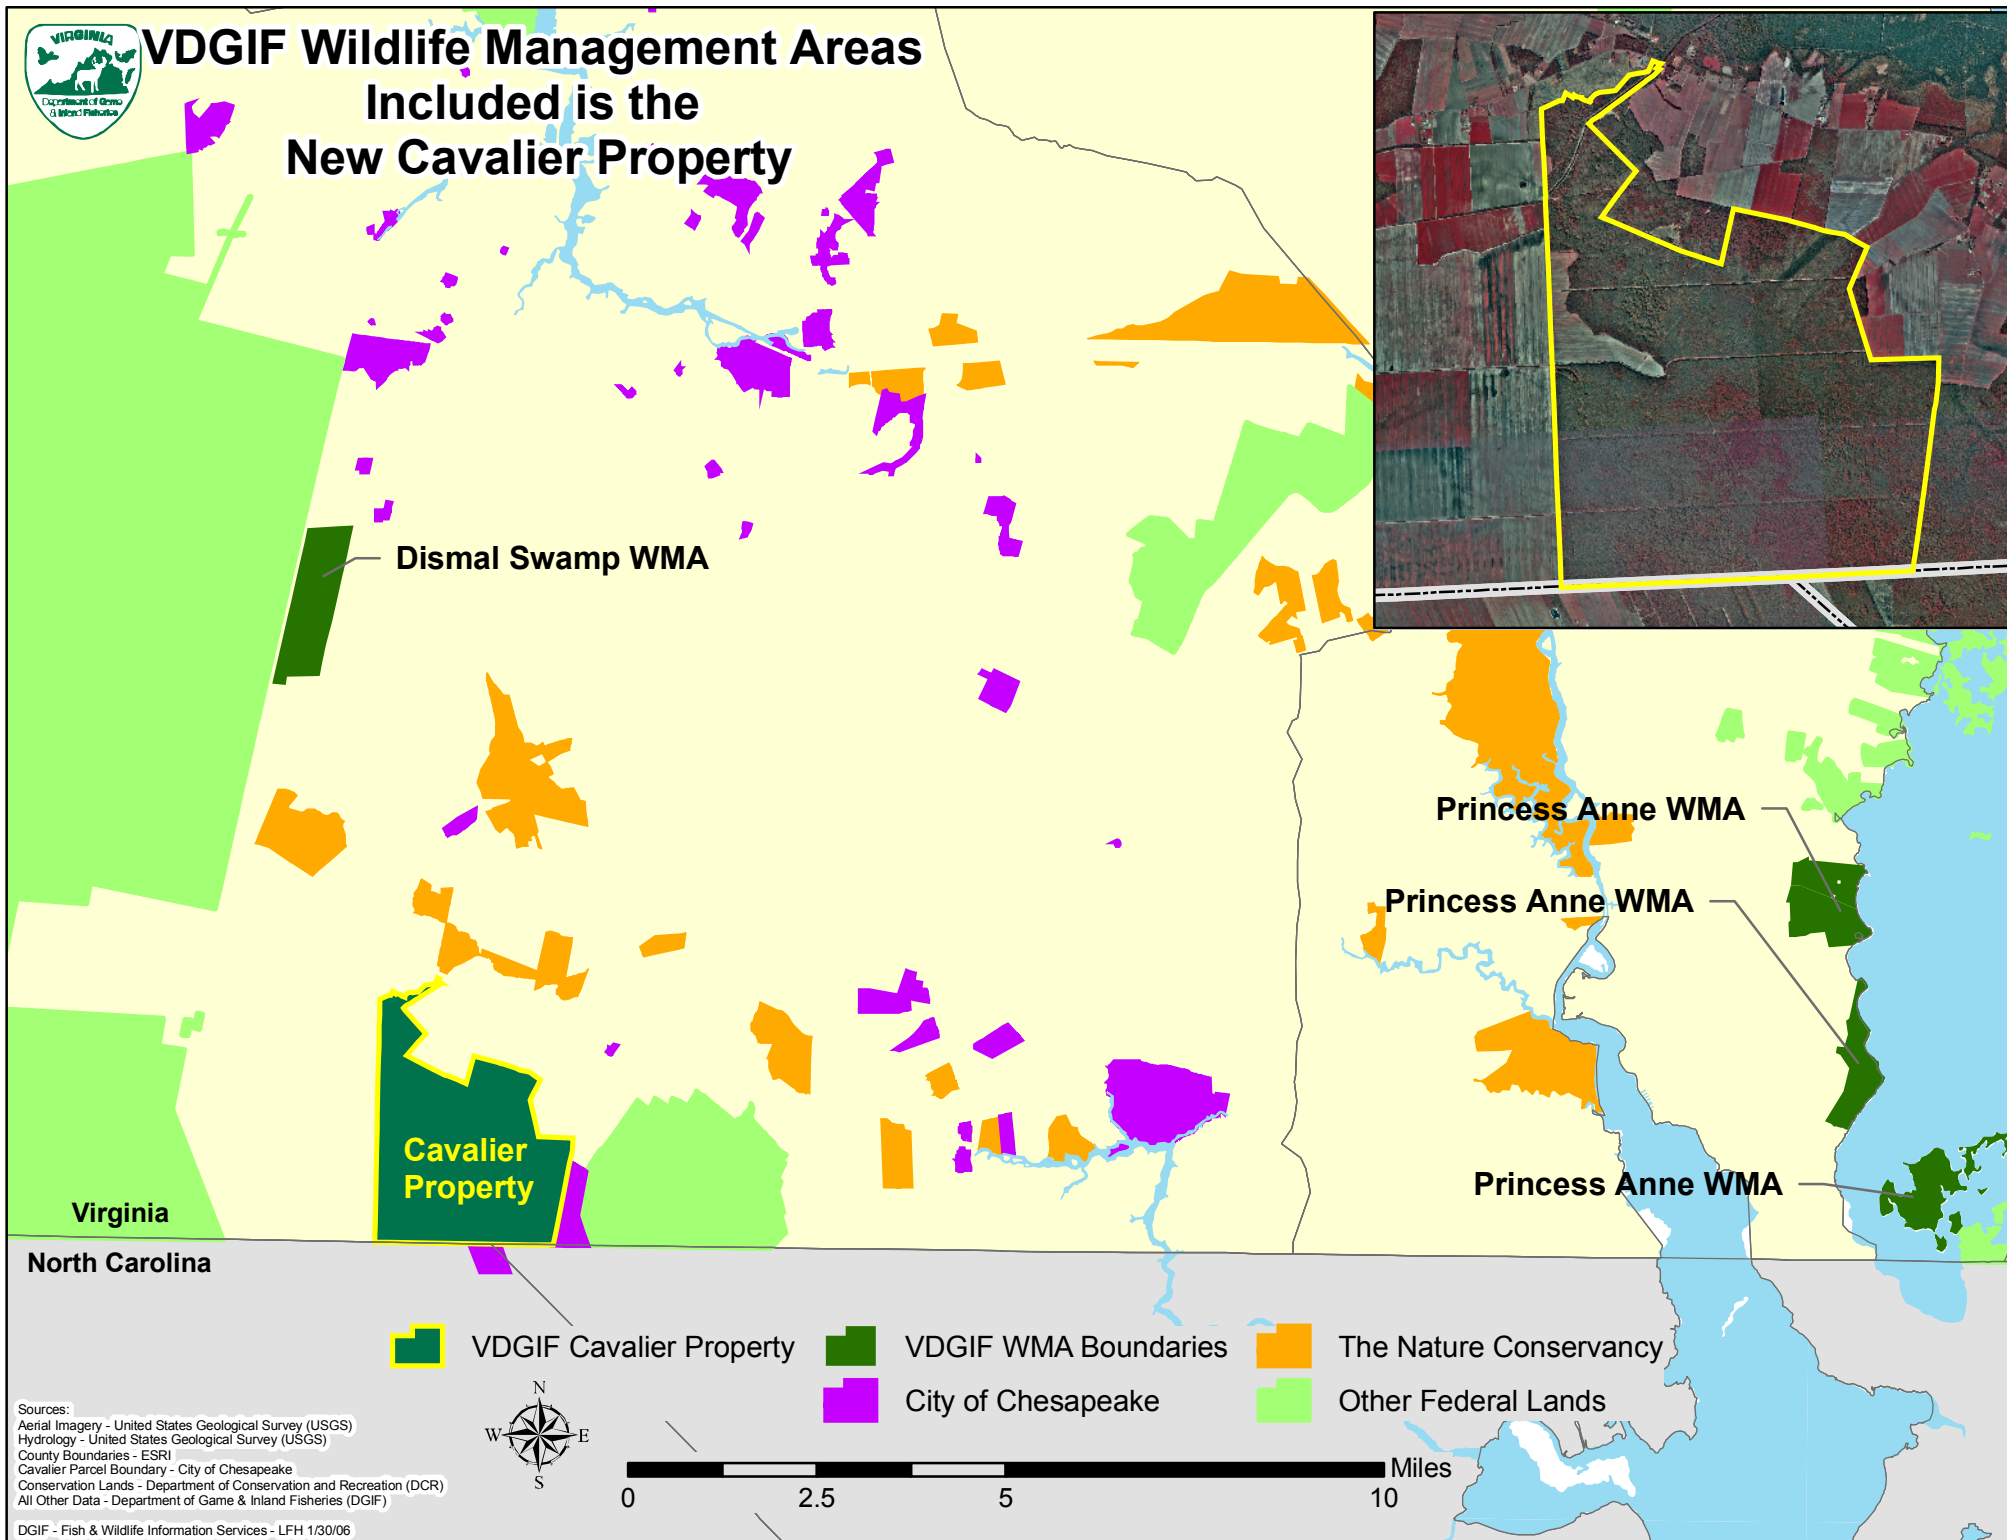 VIRGINIA
Department of Game
& Inland Fisheries
VDGIF Wildlife Management Areas
Included is the
New Cavalier Property
Dismal Swamp WMA
Princess Anne WMA
Princess Anne WMA
Cavalier
Property
Princess Anne WMA
Virginia
North Carolina
VDGIF Cavalier Property
VDGIF WMA Boundaries
The Nature Conservancy
City of Chesapeake
Other Federal Lands
N
W
E
S
Miles
0
2.5
5
10
Sources:
Aerial Imagery - United States Geological Survey (USGS)
Hydrology - United States Geological Survey (USGS)
County Boundaries - ESRI
Cavalier Parcel Boundary - City of Chesapeake
Conservation Lands - Department of Conservation and Recreation (DCR)
All Other Data - Department of Game & Inland Fisheries (DGIF)
DGIF - Fish & Wildlife Information Services - LFH 1/30/06